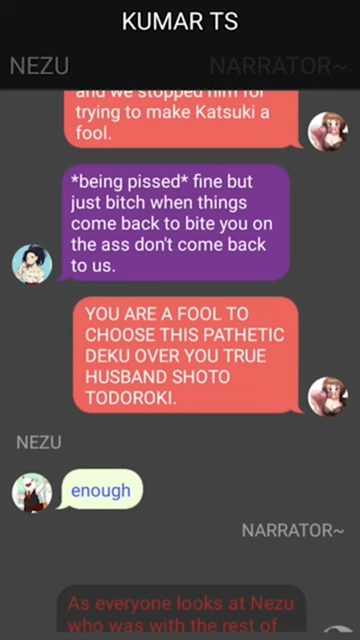 KUMAR TS
NEZU
NARRATOR~
and we stopped him for
trying to make Katsuki a
fool.
*being pissed* fine but
just bitch when things
come back to bite you on
the ass don't come back
to us.
YOU ARE A FOOL TO
CHOOSE THIS PATHETIC
DEKU OVER YOU TRUE
HUSBAND SHOTO
TODOROKI.
NEZU
enough
NARRATOR~
As everyone looks at Nezu
who was with the rest of